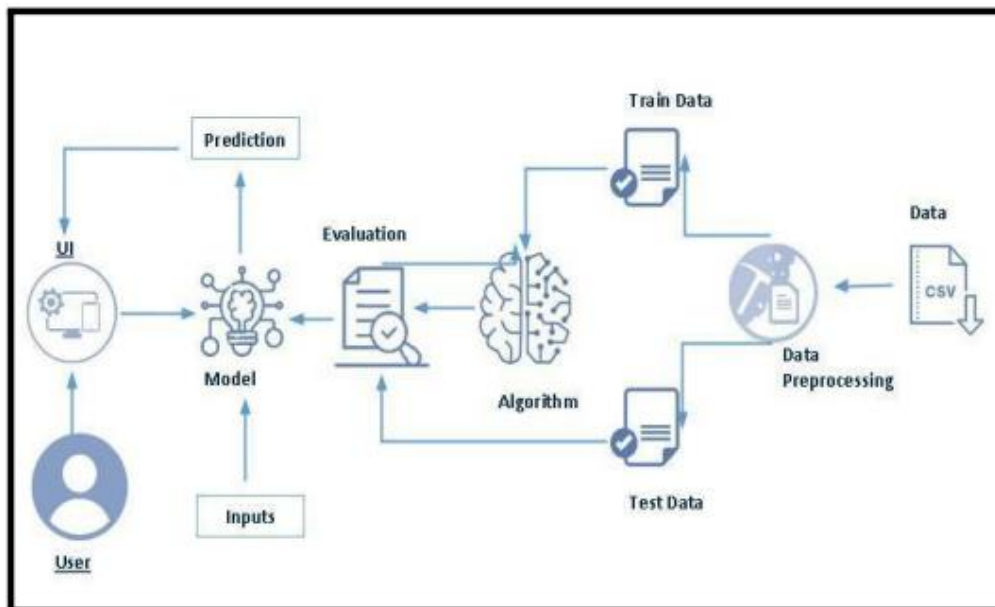 Train Data
Prediction
Data
UI
Evaluation
CSV
Model
Algorithm
Data
Preprocessing
Inputs
Test Data
User